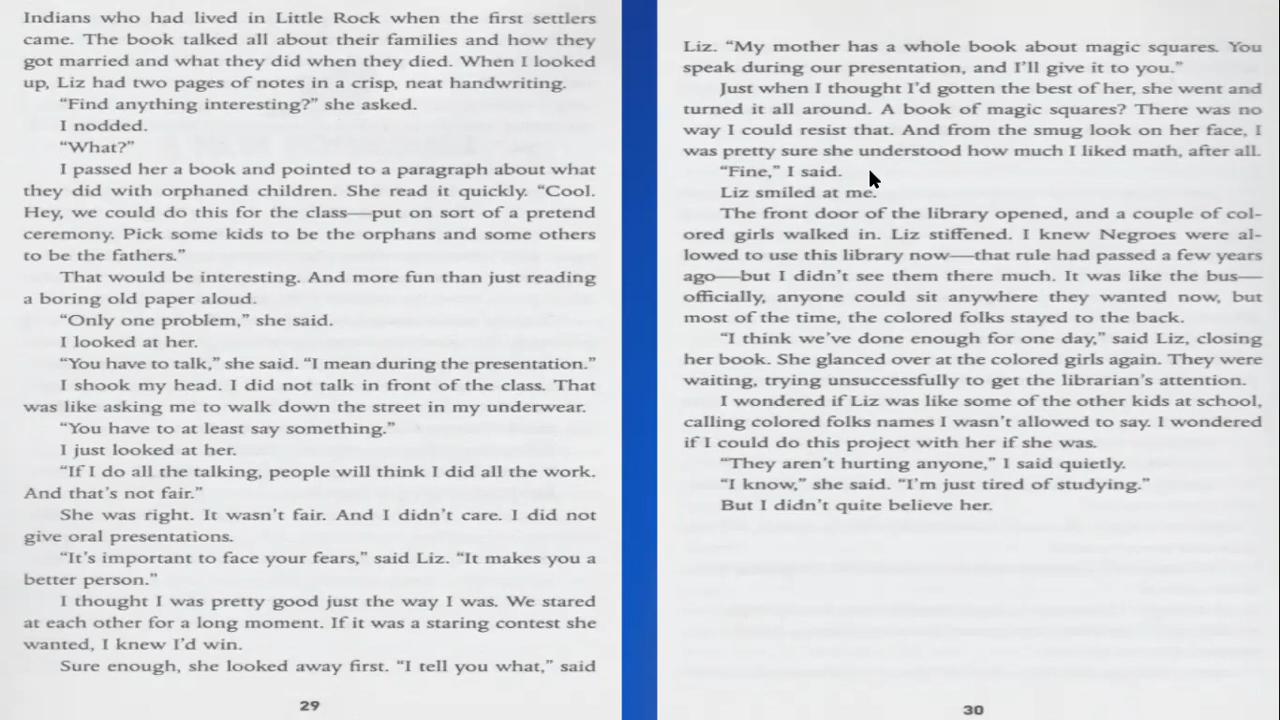 Indians who had lived in Little Rock when the first settlers
came. The book talked all about their families and how they
got married and what they did when they died. When I looked
up, Liz had two pages of notes in a crisp, neat handwriting.
“Find anything interesting?” she asked.
I nodded.
“What?”
I passed her a book and pointed to a paragraph about what
they did with orphaned children. She read it quickly. “Cool.
Hey, we could do this for the class—put on sort of a pretend
ceremony. Pick some kids to be the orphans and some others
to be the fathers.”
That would be interesting. And more fun than just reading
a boring old paper aloud.
“Only one problem,” she said.
I looked at her.
“You have to talk,” she said. “I mean during the presentation.”
I shook my head. I did not talk in front of the class. That
was like asking me to walk down the street in my underwear.
“You have to at least say something.”
I just looked at her.
“If I do all the talking, people will think I did all the work.
And that’s not fair.”
She was right. It wasn’t fair. And I didn’t care. I did not
give oral presentations.
“It’s important to face your fears,” said Liz. “It makes you a
better person.”
I thought I was pretty good just the way I was. We stared
at each other for a long moment. If it was a staring contest she
wanted, I knew I’d win.
Sure enough, she looked away first. “I tell you what,” said
29
Liz. “My mother has a whole book about magic squares. You
speak during our presentation, and I’ll give it to you.”
Just when I thought I’d gotten the best of her, she went and
turned it all around. A book of magic squares? There was no
way I could resist that. And from the smug look on her face, I
was pretty sure she understood how much I liked math, after all.
“Fine,” I said.
Liz smiled at me.
The front door of the library opened, and a couple of col-
ored girls walked in. Liz stiffened. I knew Negroes were al-
lowed to use this library now—that rule had passed a few years
ago—but I didn’t see them there much. It was like the bus—
officially, anyone could sit anywhere they wanted now, but
most of the time, the colored folks stayed to the back.
“I think we’ve done enough for one day,” said Liz, closing
her book. She glanced over at the colored girls again. They were
waiting, trying unsuccessfully to get the librarian’s attention.
I wondered if Liz was like some of the other kids at school,
calling colored folks names I wasn’t allowed to say. I wondered
if I could do this project with her if she was.
“They aren’t hurting anyone,” I said quietly.
“I know,” she said. “I’m just tired of studying.”
But I didn’t quite believe her.
30